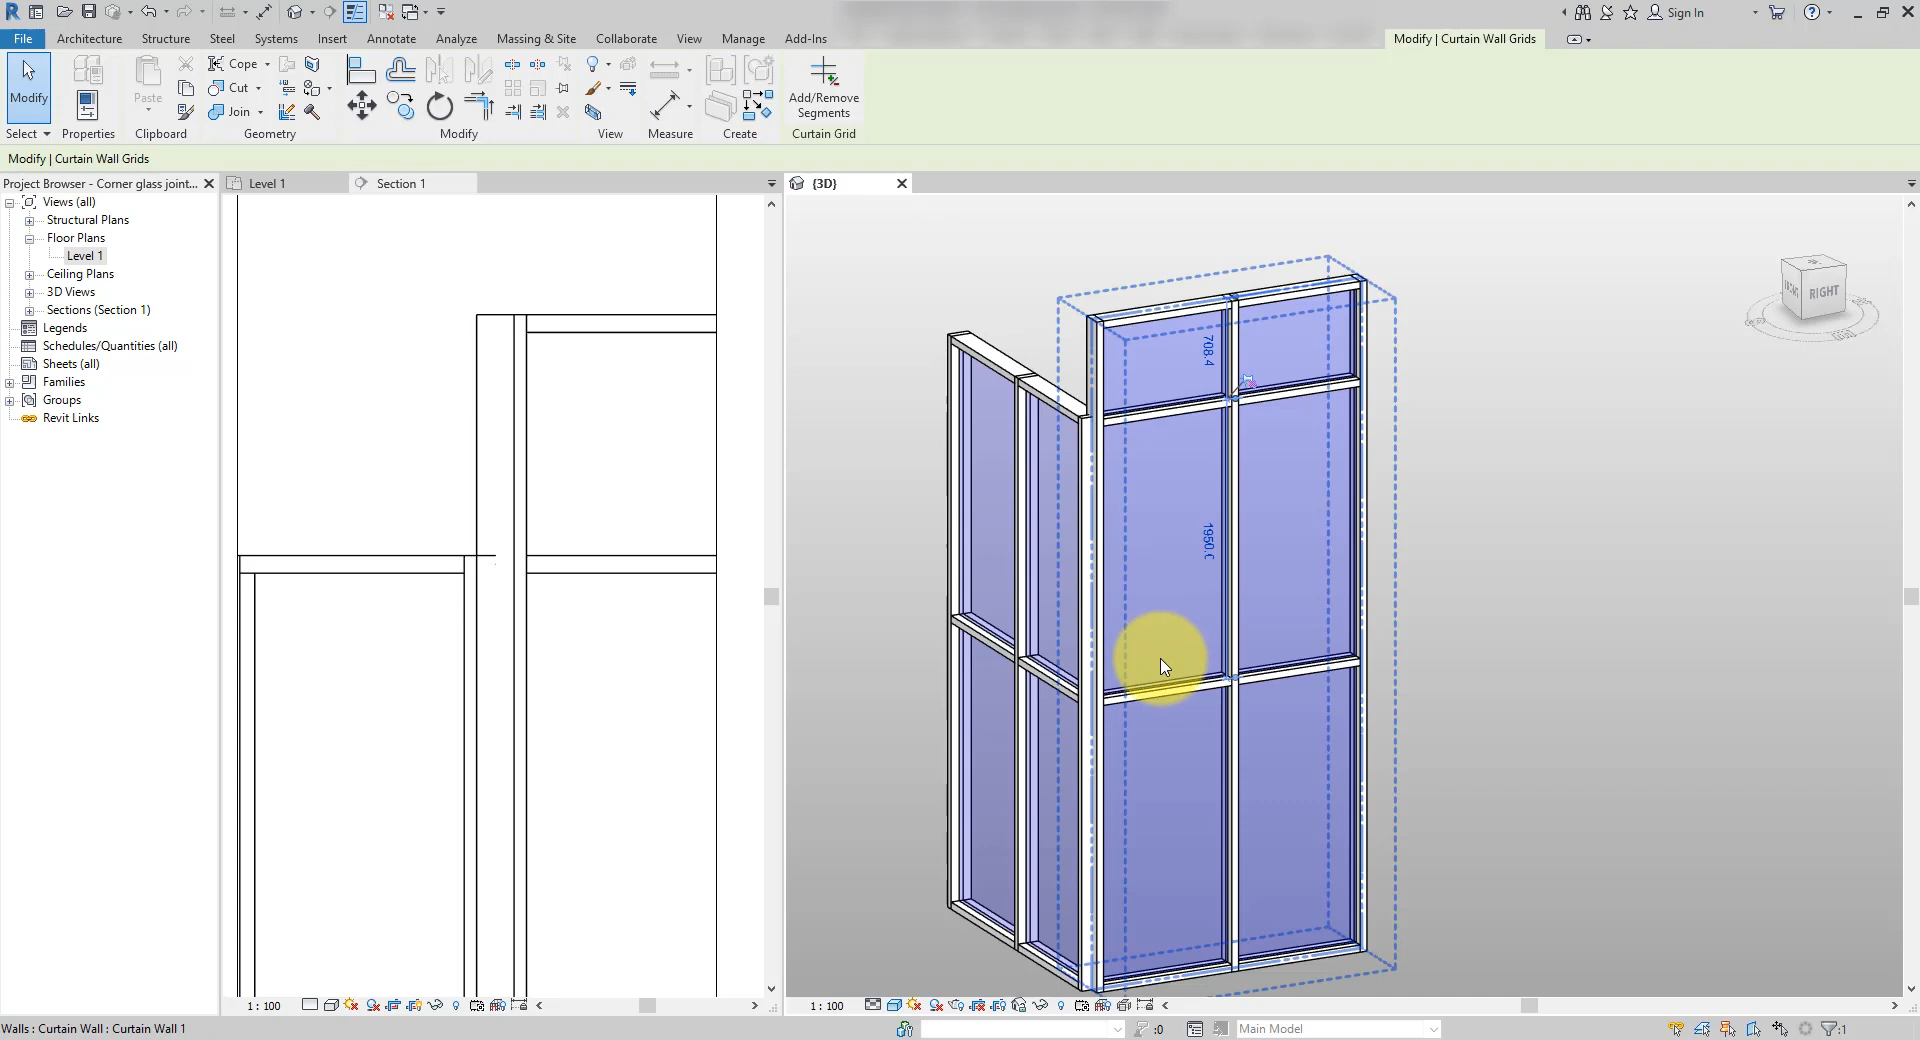 Sign In
File Architecture Structure Steel Systems Insert Annotate Analyze Massing & Site Collaborate View Manage Add-Ins Modify | Curtain Wall Grids
Modify
Paste
Cope
Cut
Join
Add/Remove
Segments
Select Properties Clipboard Geometry Modify View Measure Create Curtain Grid
Modify | Curtain Wall Grids
Project Browser - Corner glass joint...
Level 1
Section 1
{3D}
Views (all)
Structural Plans
Floor Plans
Level 1
Ceiling Plans
3D Views
Sections (Section 1)
Legends
Schedules/Quantities (all)
Sheets (all)
Families
Groups
Revit Links
708.4
1950.0
RIGHT
1 : 100
1 : 100
Walls : Curtain Wall : Curtain Wall 1
:0
Main Model
:1